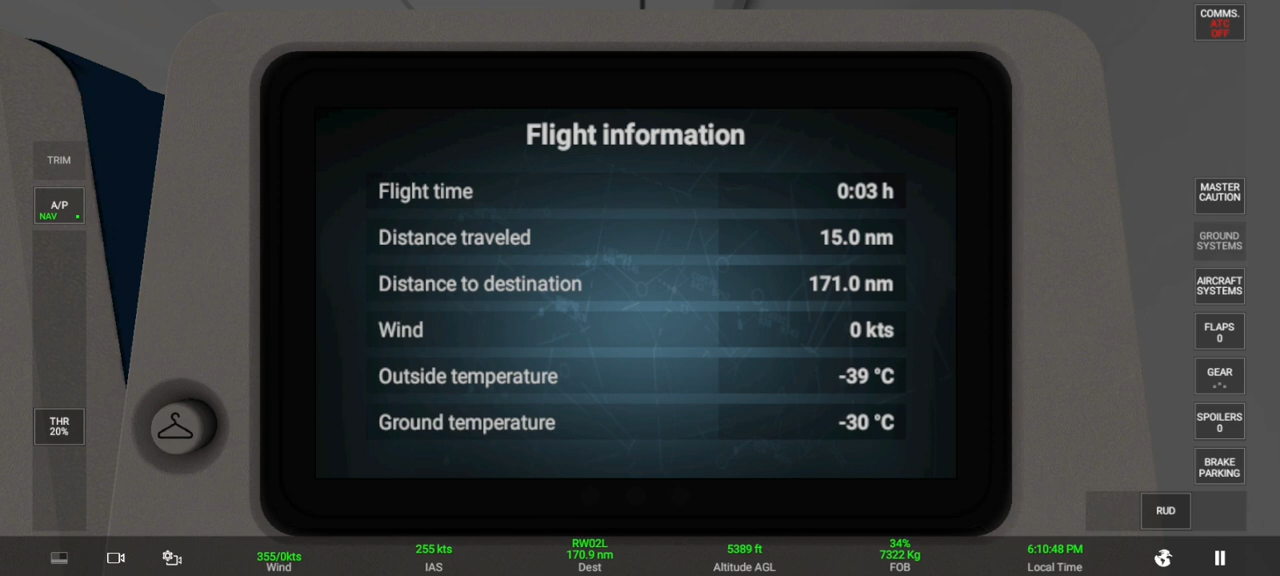 COMMS.
ATC
OFF
Flight information
TRIM
Flight time 0:03 h
A/P
NAV
MASTER
CAUTION
Distance traveled 15.0 nm
GROUND
SYSTEMS
Distance to destination 171.0 nm
AIRCRAFT
SYSTEMS
Wind 0 kts
FLAPS
0
Outside temperature -39 °C
GEAR
Ground temperature -30 °C
THR
20%
SPOILERS
0
BRAKE
PARKING
RUD
355/0kts
Wind
255 kts
IAS
RW02L
170.9 nm
Dest
5389 ft
Altitude AGL
34%
7322 Kg
FOB
6:10:48 PM
Local Time